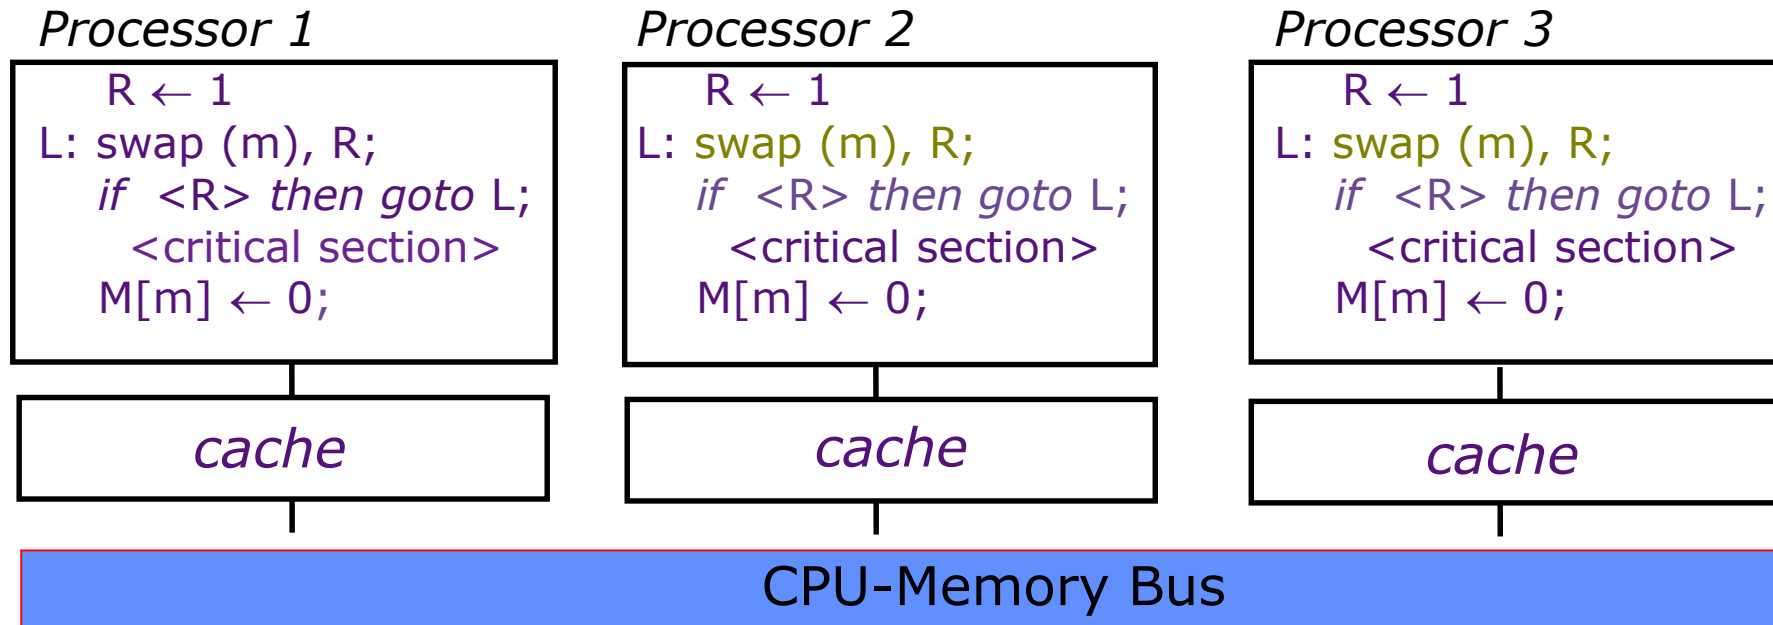 Processor 1
R ← 1
L: swap (m), R;
if <R> then goto L;
<critical section>
M[m] ← 0;
cache
Processor 2
R ← 1
L: swap (m), R;
if <R> then goto L;
<critical section>
M[m] ← 0;
cache
Processor 3
R ← 1
L: swap (m), R;
if <R> then goto L;
<critical section>
M[m] ← 0;
cache
CPU-Memory Bus